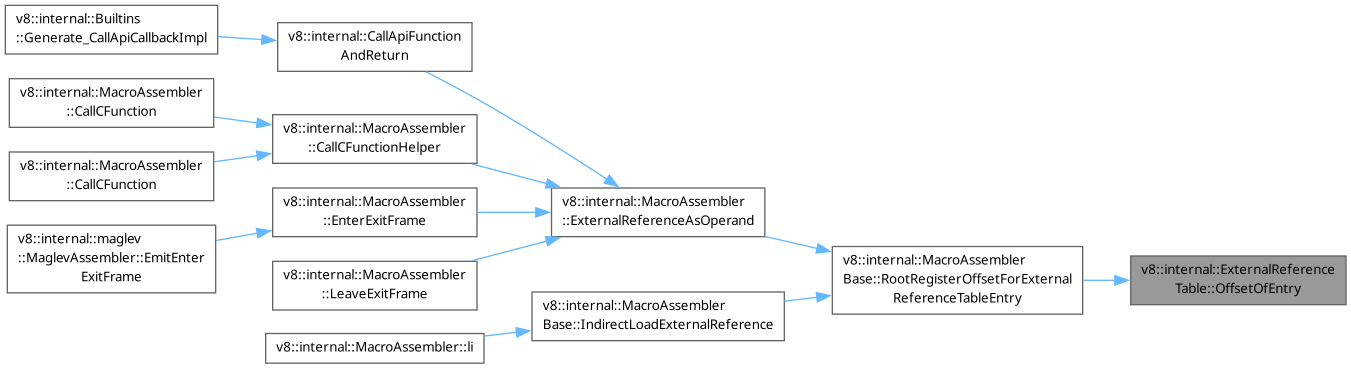 v8::internal::Builtins
::Generate_CallApiCallbackImpl
v8::internal::CallApiFunction
AndReturn
v8::internal::MacroAssembler
::CallCFunction
v8::internal::MacroAssembler
::CallCFunctionHelper
v8::internal::MacroAssembler
::CallCFunction
v8::internal::MacroAssembler
::EnterExitFrame
v8::internal::MacroAssembler
::ExternalReferenceAsOperand
v8::internal::maglev
::MaglevAssembler::EmitEnter
ExitFrame
v8::internal::MacroAssembler
::LeaveExitFrame
v8::internal::MacroAssembler
Base::RootRegisterOffsetForExternal
ReferenceTableEntry
v8::internal::ExternalReference
Table::OffsetOfEntry
v8::internal::MacroAssembler
Base::IndirectLoadExternalReference
v8::internal::MacroAssembler::li